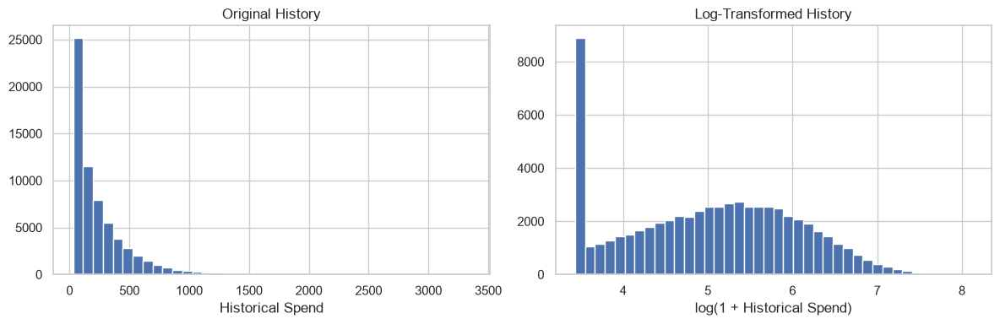 Original History
25000
20000
15000
10000
5000
0
0 500 1000 1500 2000 2500 3000 3500
Historical Spend
Log-Transformed History
8000
6000
4000
2000
0
4 5 6 7 8
log(1 + Historical Spend)